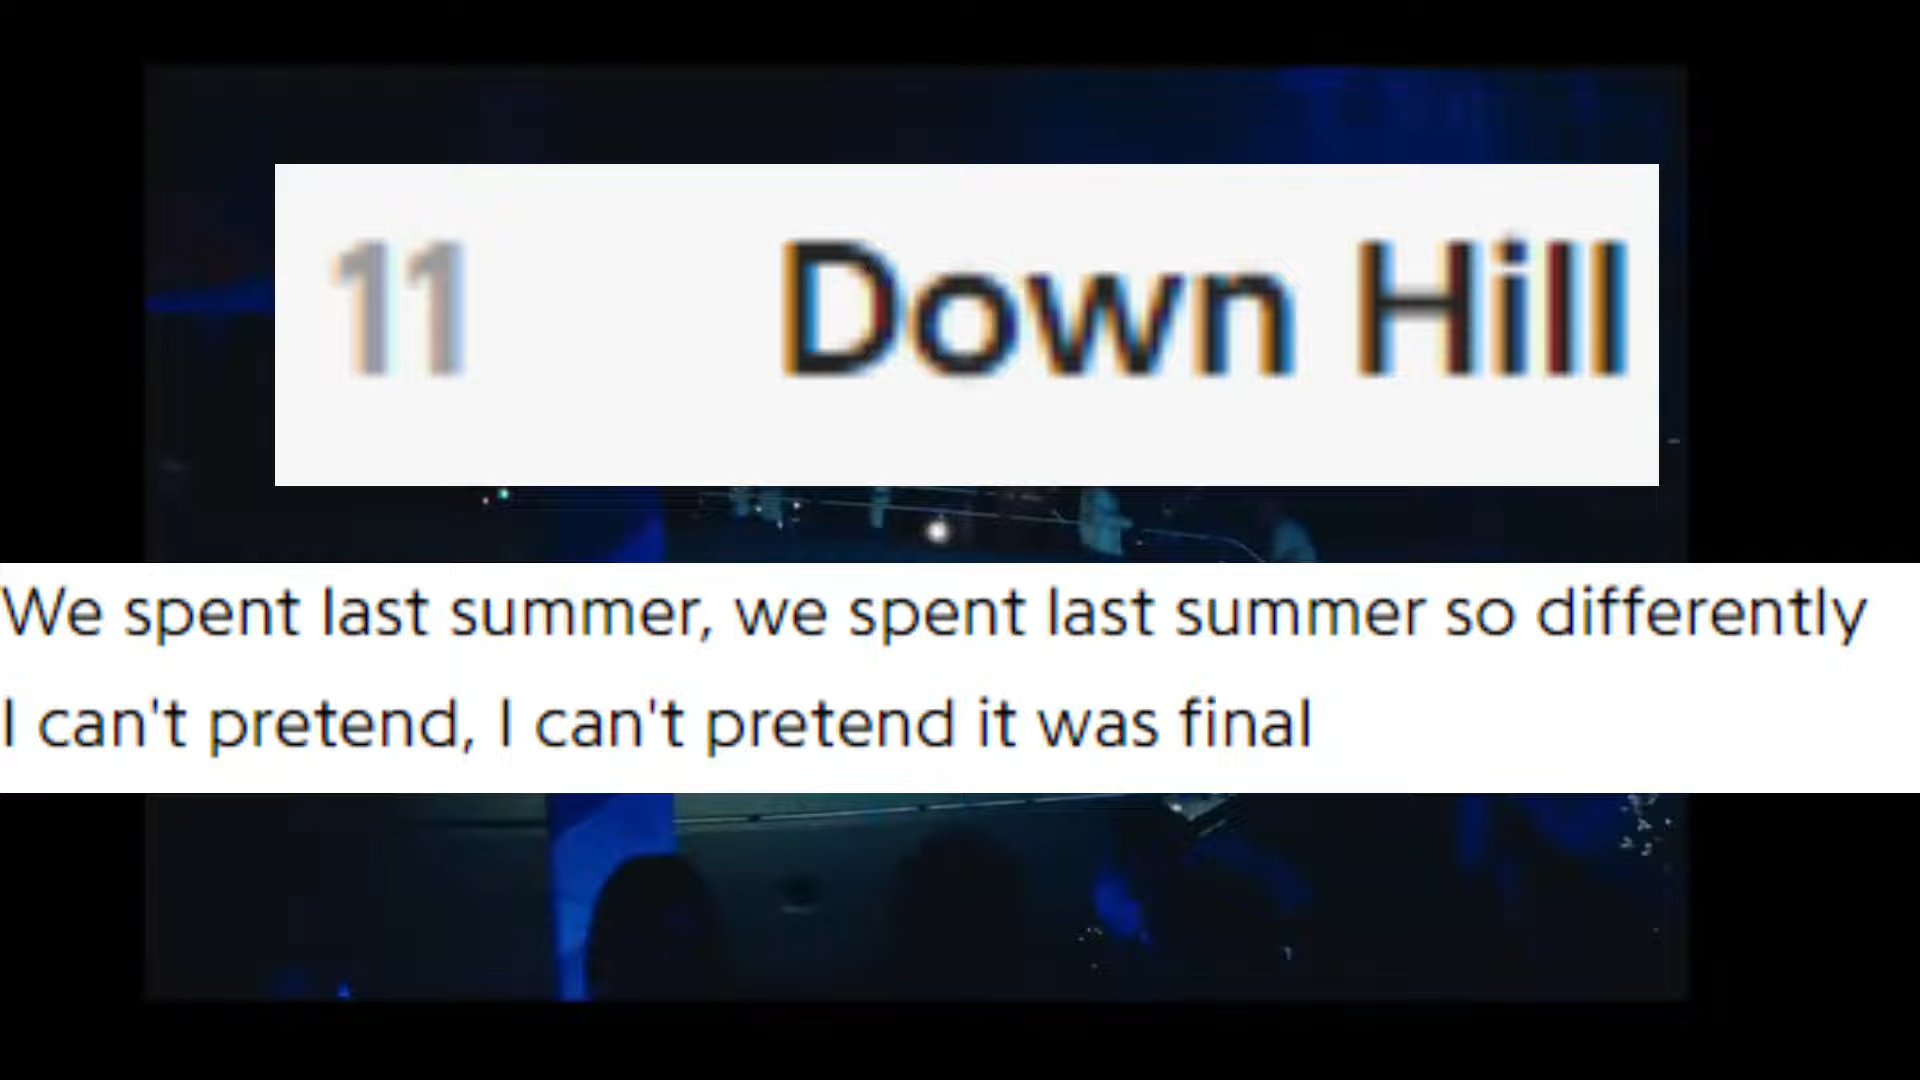 11 Down Hill
We spent last summer, we spent last summer so differently
I can't pretend, I can't pretend it was final